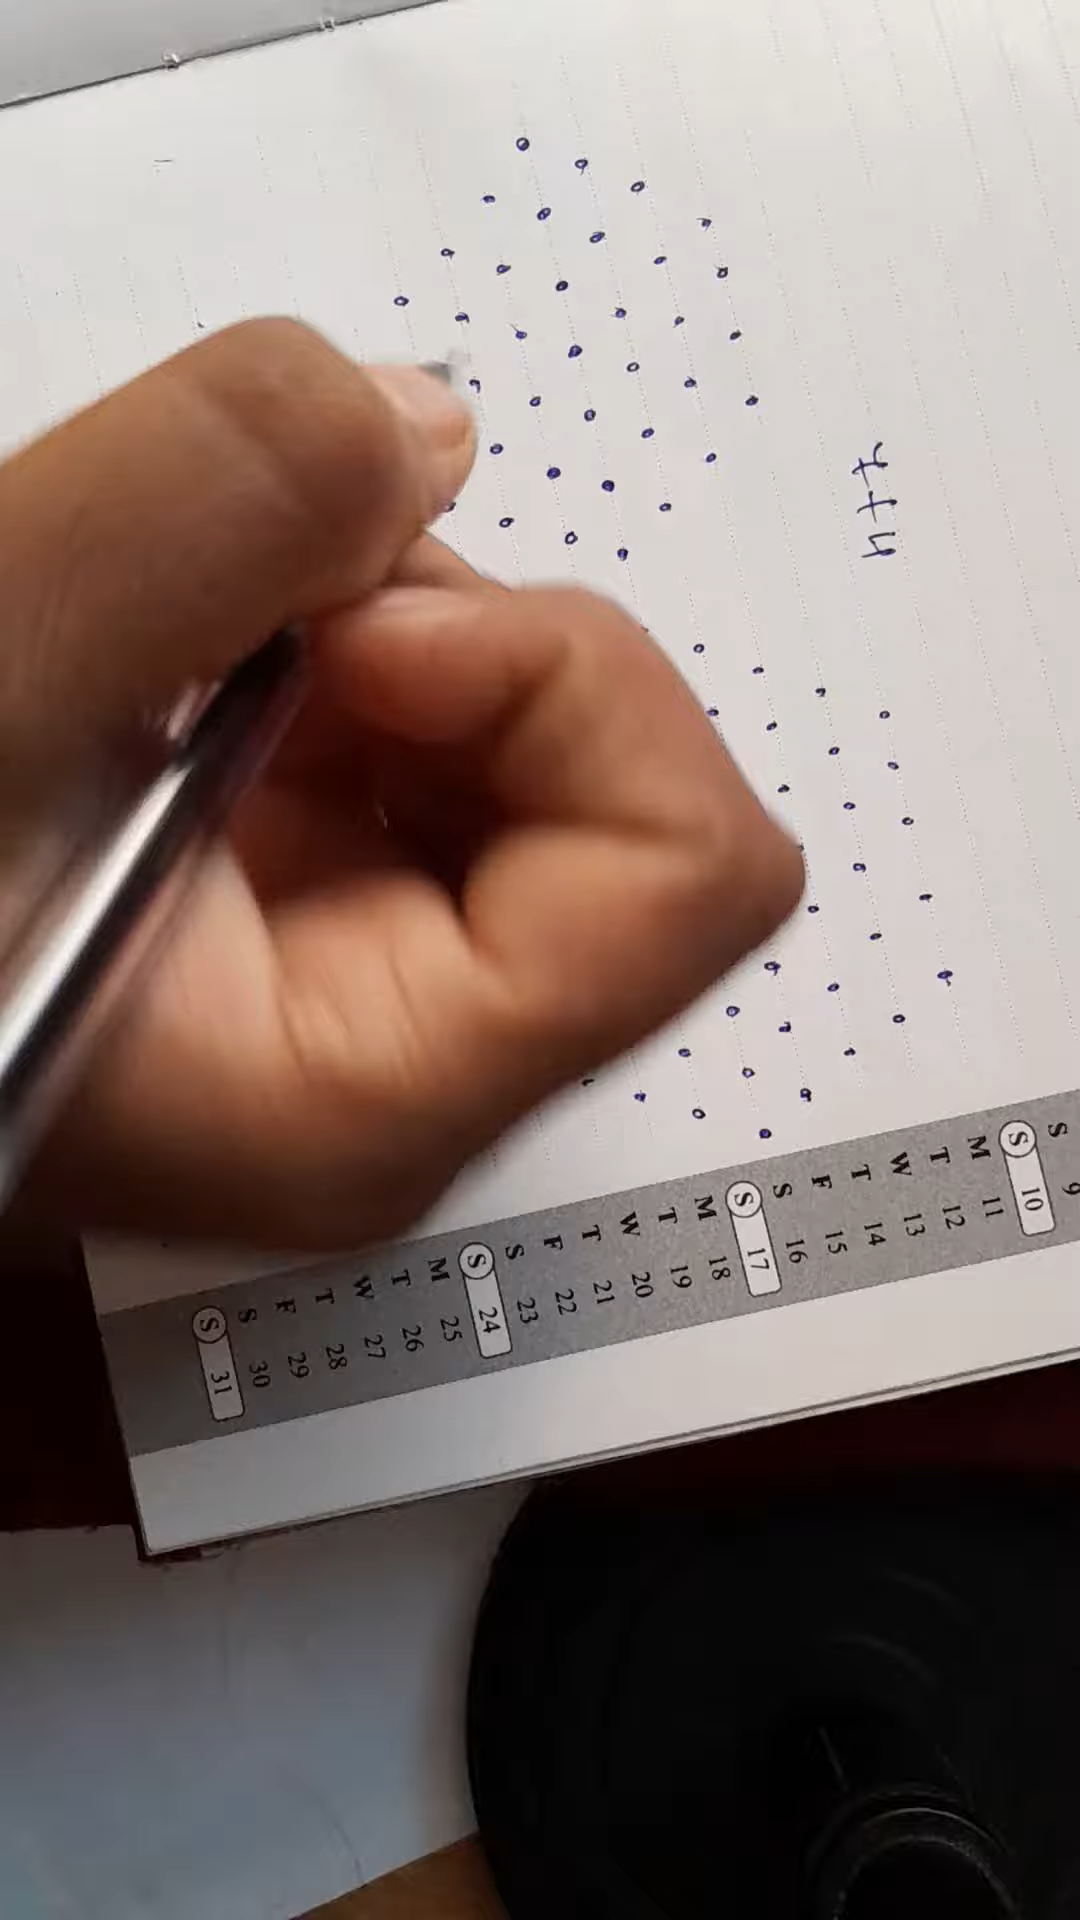 7-4
S 9
S 10
M 11
T 12
W 13
T 14
F 15
S 16
S 17
M 18
T 19
W 20
T 21
F 22
S 23
S 24
M 25
T 26
W 27
T 28
F 29
S 30
S 31